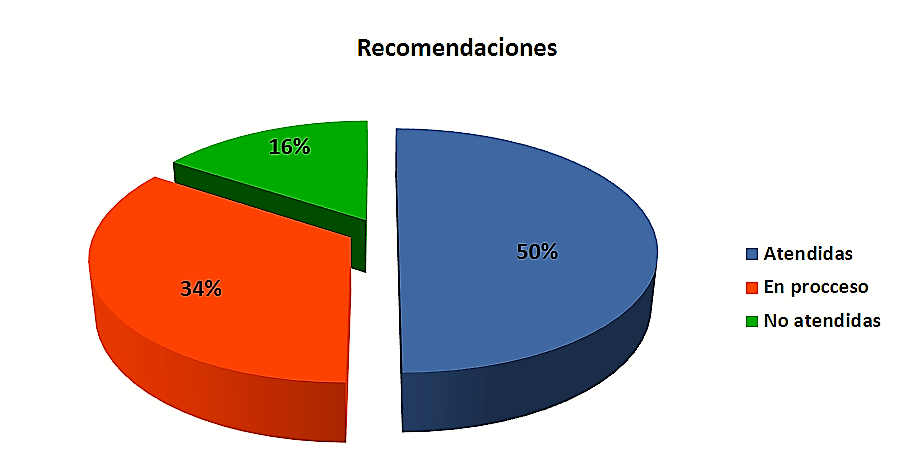 Recomendaciones
16%
50%
34%
Atendidas
En procceso
No atendidas